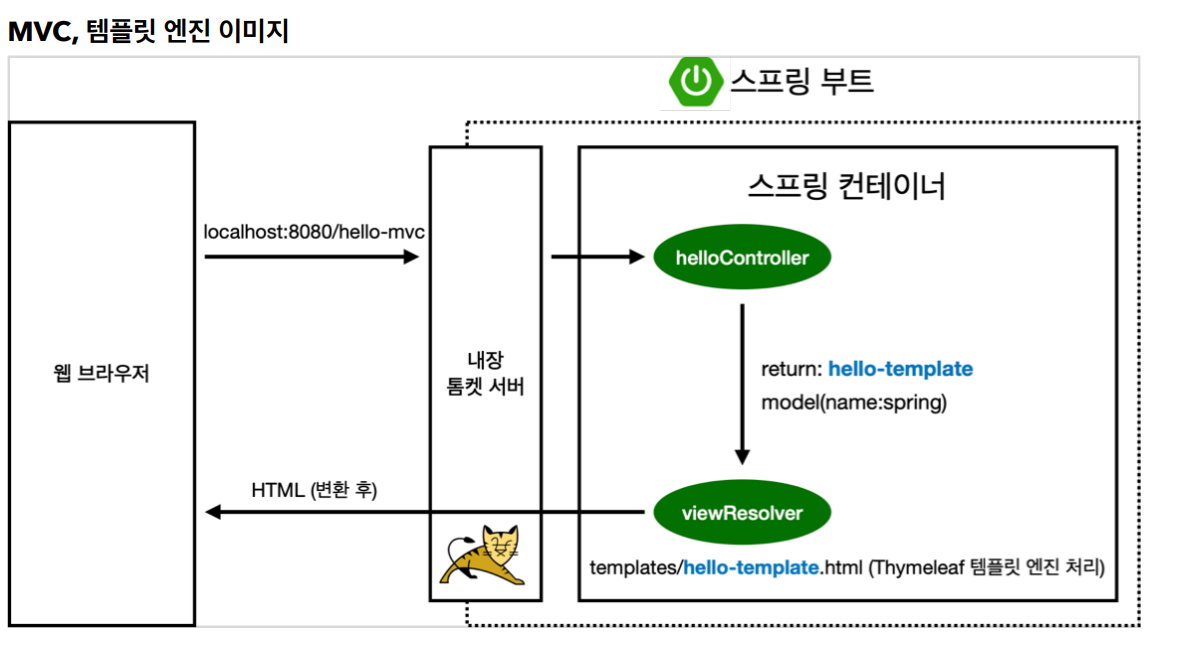 MVC, 템플릿 엔진 이미지
스프링 부트
스프링 컨테이너
localhost:8080/hello-mvc
helloController
웹 브라우저
내장
톰켓 서버
return: hello-template
model(name:spring)
HTML (변환 후)
viewResolver
templates/hello-template.html (Thymeleaf 템플릿 엔진 처리)